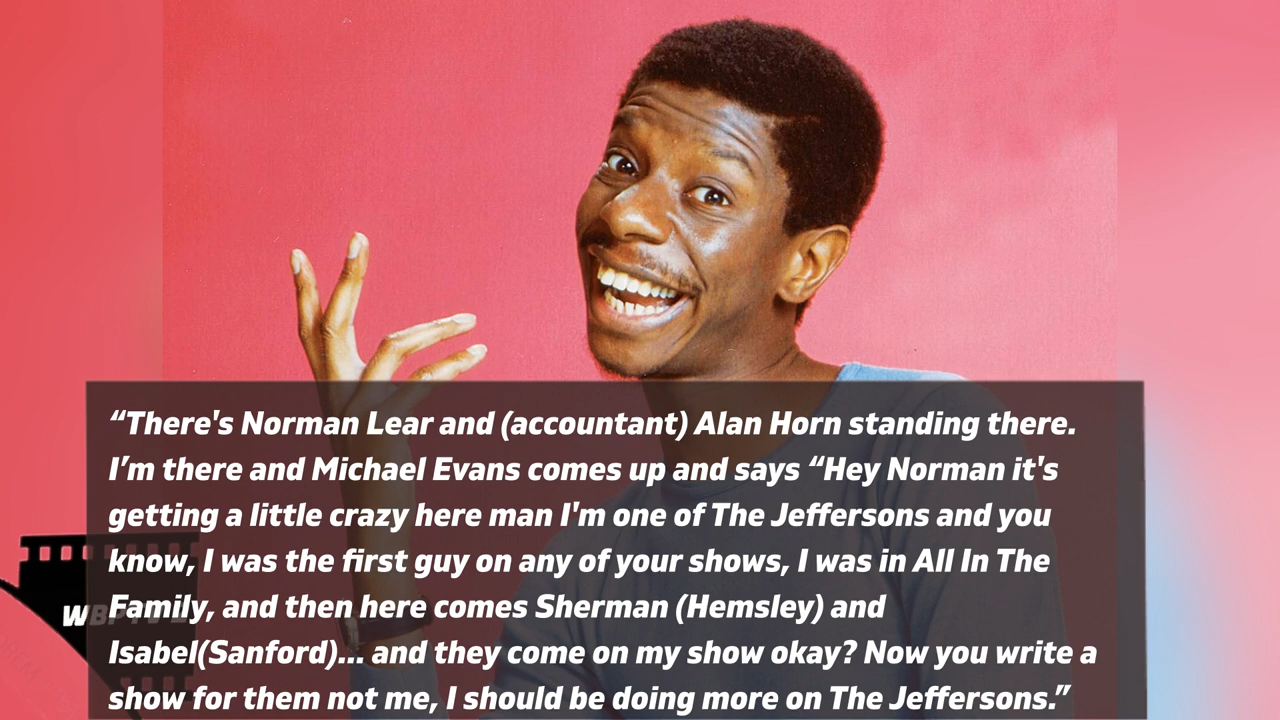 “There's Norman Lear and (accountant) Alan Horn standing there.
I’m there and Michael Evans comes up and says “Hey Norman it's
getting a little crazy here man I'm one of The Jeffersons and you
know, I was the first guy on any of your shows, I was in All In The
Family, and then here comes Sherman (Hemsley) and
Isabel(Sanford)... and they come on my show okay? Now you write a
show for them not me, I should be doing more on The Jeffersons.”